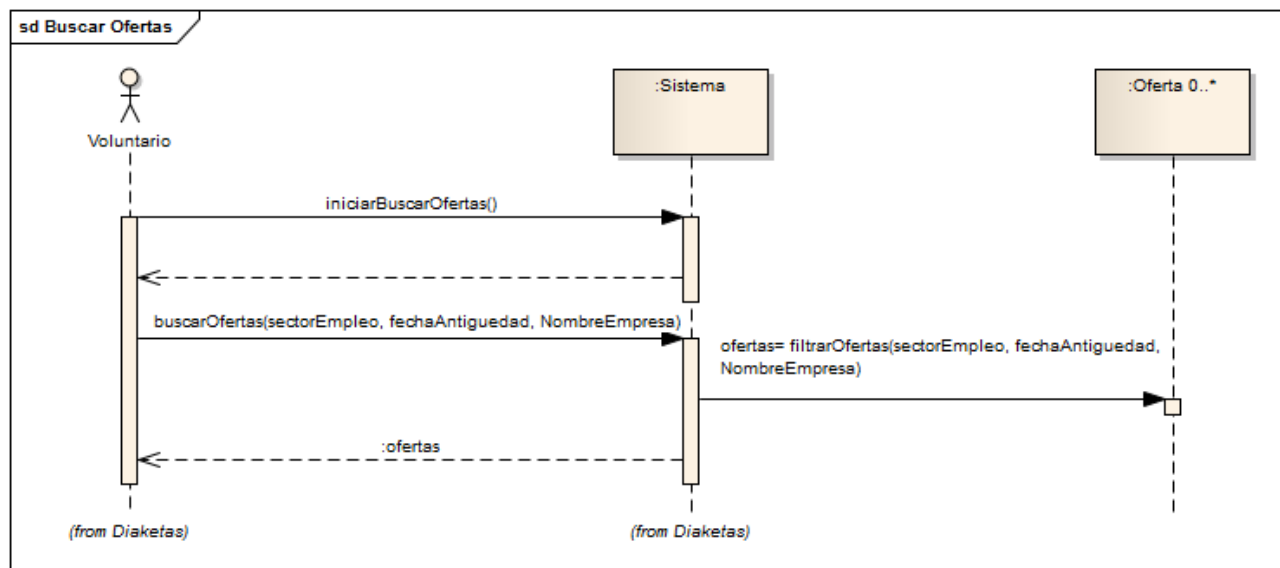 sd Buscar Ofertas
:Sistema
:Oferta 0..*
Voluntario
iniciarBuscarOfertas()
buscarOfertas(sectorEmpleo, fechaAntiguedad, NombreEmpresa)
ofertas= filtrarOfertas(sectorEmpleo, fechaAntiguedad,
NombreEmpresa)
:ofertas
(from Diaketas)
(from Diaketas)